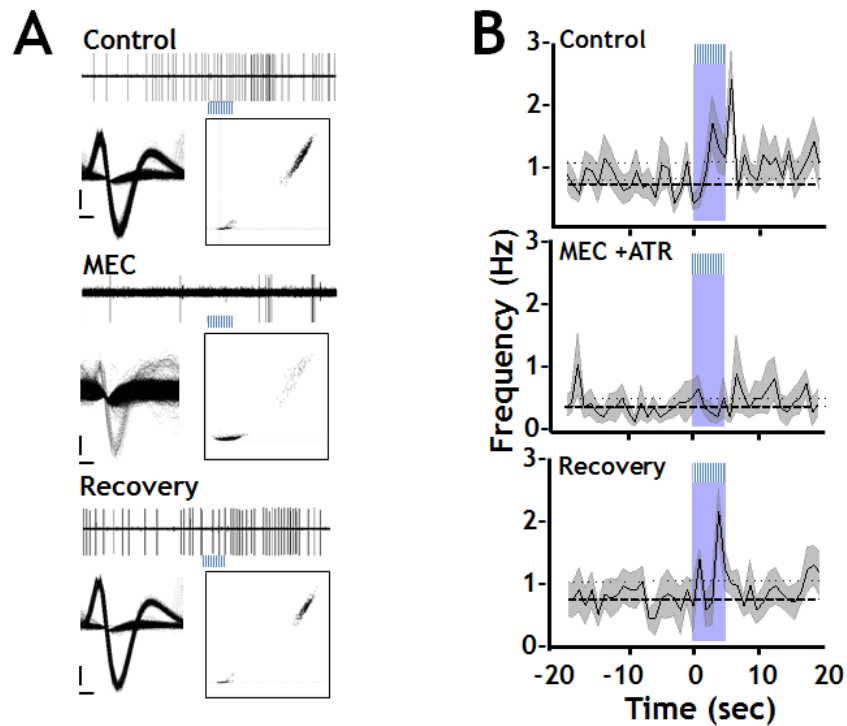 A
Control
MEC
Recovery
B
Control
3-
2-
1-
0-
MEC +ATR
3-
2-
1-
0-
Recovery
3-
2-
1-
0-
Frequency (Hz)
-20 -10 0 10 20
Time (sec)